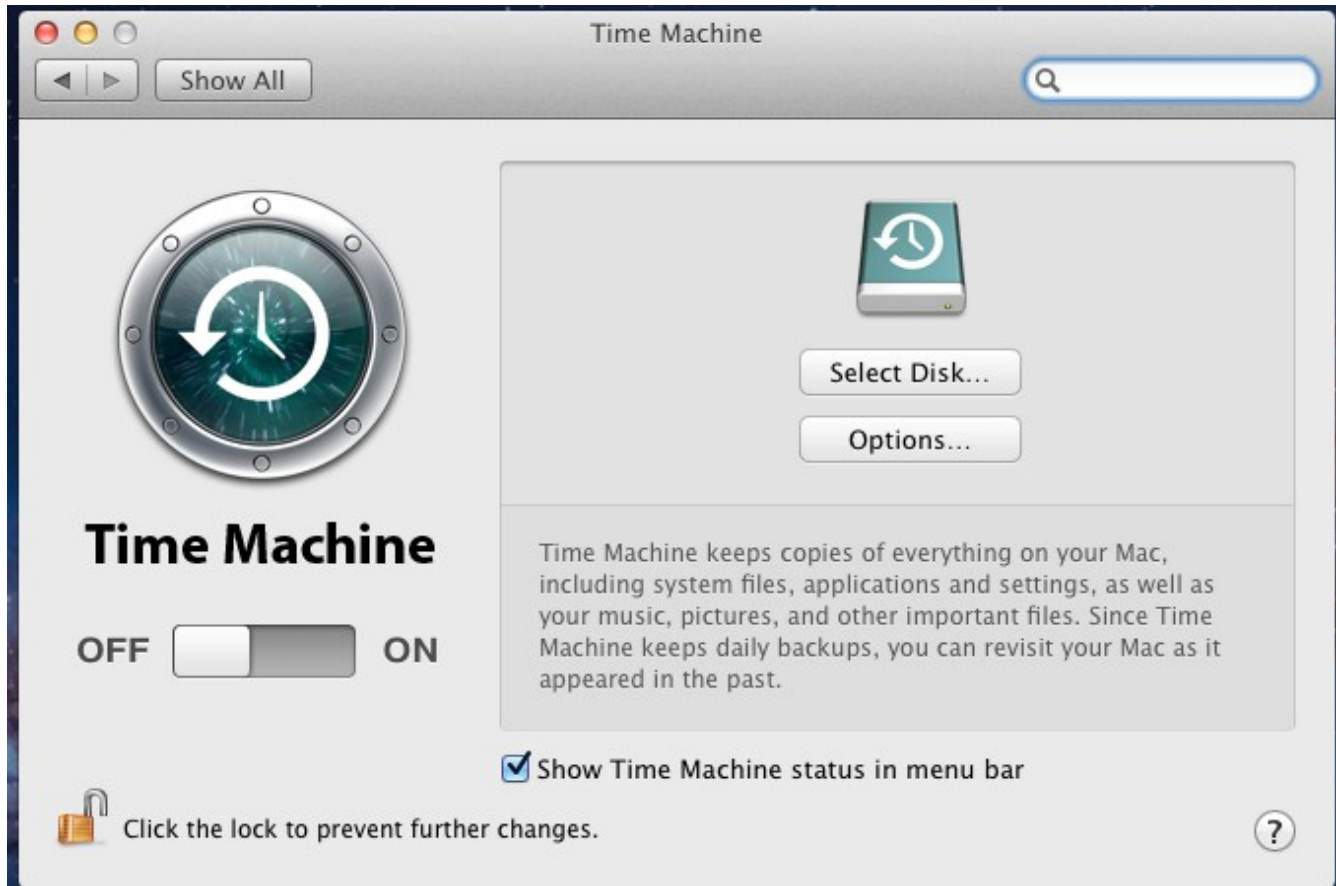 Time Machine
Show All
Select Disk...
Options...
Time Machine
OFF ON
Time Machine keeps copies of everything on your Mac,
including system files, applications and settings, as well as
your music, pictures, and other important files. Since Time
Machine keeps daily backups, you can revisit your Mac as it
appeared in the past.
Show Time Machine status in menu bar
Click the lock to prevent further changes.
?